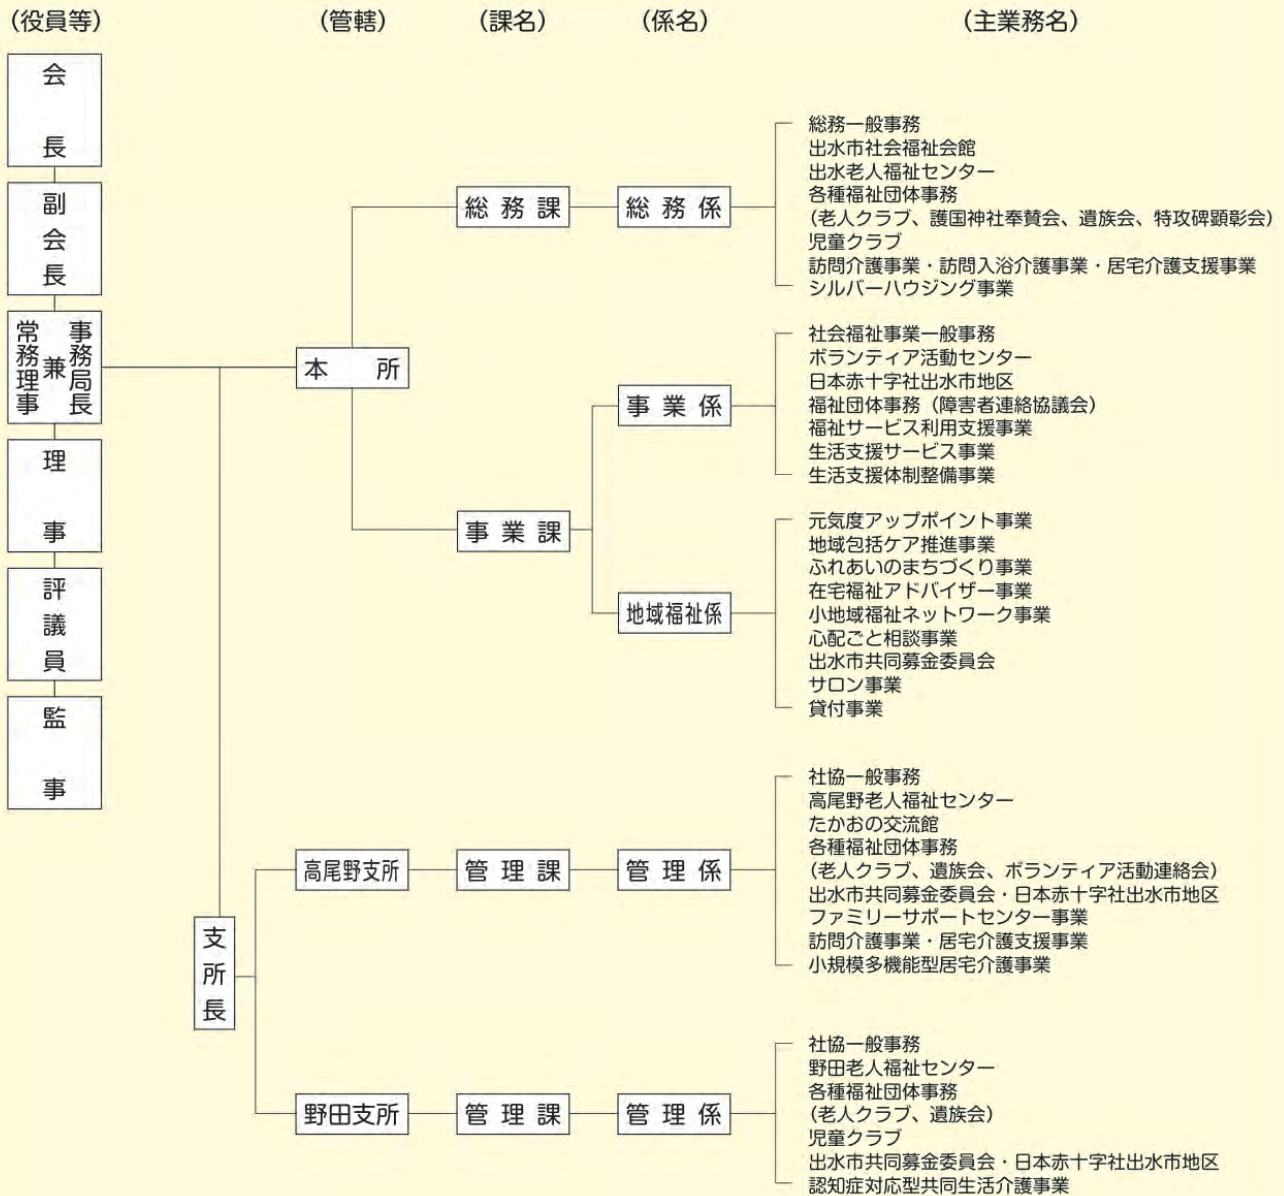 (役員等)
(管轄)
(課名)
(係名)
(主業務名)
会長
副会長
常務理事 兼 事務局長
理事
評議員
監事
本所
総務課
総務係
総務一般事務
出水市社会福祉会館
出水老人福祉センター
各種福祉団体事務
(老人クラブ、護国神社奉賛会、遺族会、特攻碑顕彰会)
児童クラブ
訪問介護事業・訪問入浴介護事業・居宅介護支援事業
シルバーハウジング事業
事業課
事業係
社会福祉事業一般事務
ボランティア活動センター
日本赤十字社出水市地区
福祉団体事務（障害者連絡協議会）
福祉サービス利用支援事業
生活支援サービス事業
生活支援体制整備事業
地域福祉係
元気度アップポイント事業
地域包括ケア推進事業
ふれあいのまちづくり事業
在宅福祉アドバイザー事業
小地域福祉ネットワーク事業
心配ごと相談事業
出水市共同募金委員会
サロン事業
貸付事業
支所長
高尾野支所
管理課
管理係
社協一般事務
高尾野老人福祉センター
たかおの交流館
各種福祉団体事務
(老人クラブ、遺族会、ボランティア活動連絡会)
出水市共同募金委員会・日本赤十字社出水市地区
ファミリーサポートセンター事業
訪問介護事業・居宅介護支援事業
小規模多機能型居宅介護事業
野田支所
管理課
管理係
社協一般事務
野田老人福祉センター
各種福祉団体事務
(老人クラブ、遺族会)
児童クラブ
出水市共同募金委員会・日本赤十字社出水市地区
認知症対応型共同生活介護事業